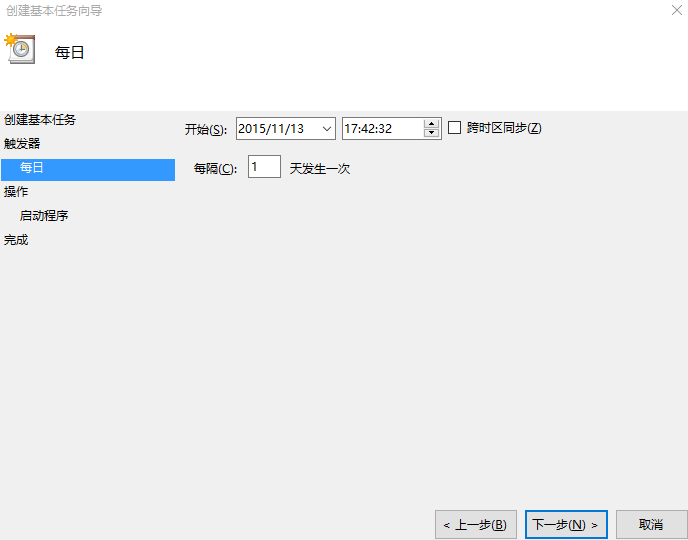 创建基本任务向导
每日
创建基本任务
触发器
每日
操作
启动程序
完成
开始(S): 2015/11/13 17:42:32 跨时区同步(Z)
每隔(C): 1 天发生一次
< 上一步(B) 下一步(N) > 取消